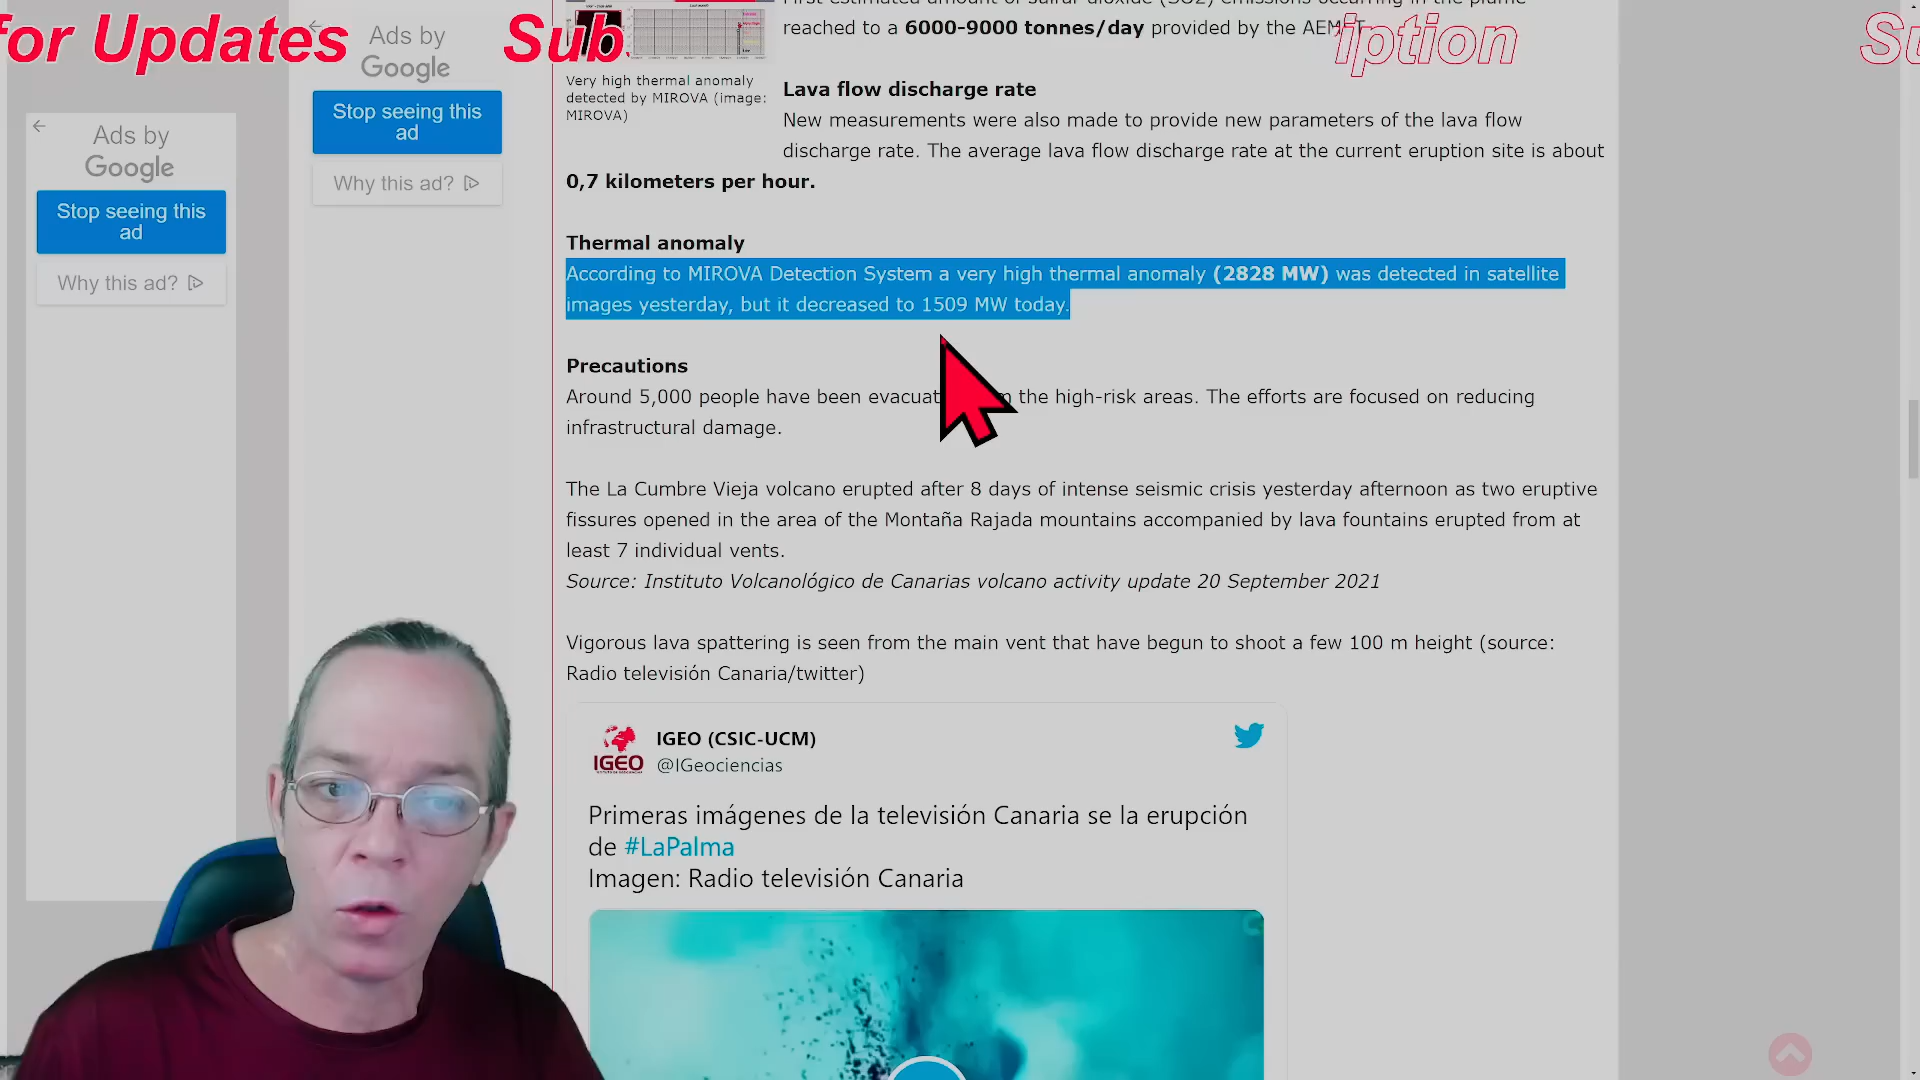 for Updates
Sub
iption
Su
Ads by
Google
Stop seeing this
ad
Why this ad?
Ads by
Google
Stop seeing this
ad
Why this ad?
reached to a 6000-9000 tonnes/day provided by the AEMET
Very high thermal anomaly
detected by MIROVA (image:
MIROVA)
Lava flow discharge rate
New measurements were also made to provide new parameters of the lava flow
discharge rate. The average lava flow discharge rate at the current eruption site is about
0,7 kilometers per hour.
Thermal anomaly
According to MIROVA Detection System a very high thermal anomaly (2828 MW) was detected in satellite
images yesterday, but it decreased to 1509 MW today.
Precautions
Around 5,000 people have been evacuat the high-risk areas. The efforts are focused on reducing
infrastructural damage.
The La Cumbre Vieja volcano erupted after 8 days of intense seismic crisis yesterday afternoon as two eruptive
fissures opened in the area of the Montaña Rajada mountains accompanied by lava fountains erupted from at
least 7 individual vents.
Source: Instituto Volcanológico de Canarias volcano activity update 20 September 2021
Vigorous lava spattering is seen from the main vent that have begun to shoot a few 100 m height (source:
Radio televisión Canaria/twitter)
IGEO
IGEO (CSIC-UCM)
@IGeociencias
Primeras imágenes de la televisión Canaria se la erupción
de #LaPalma
Imagen: Radio televisión Canaria